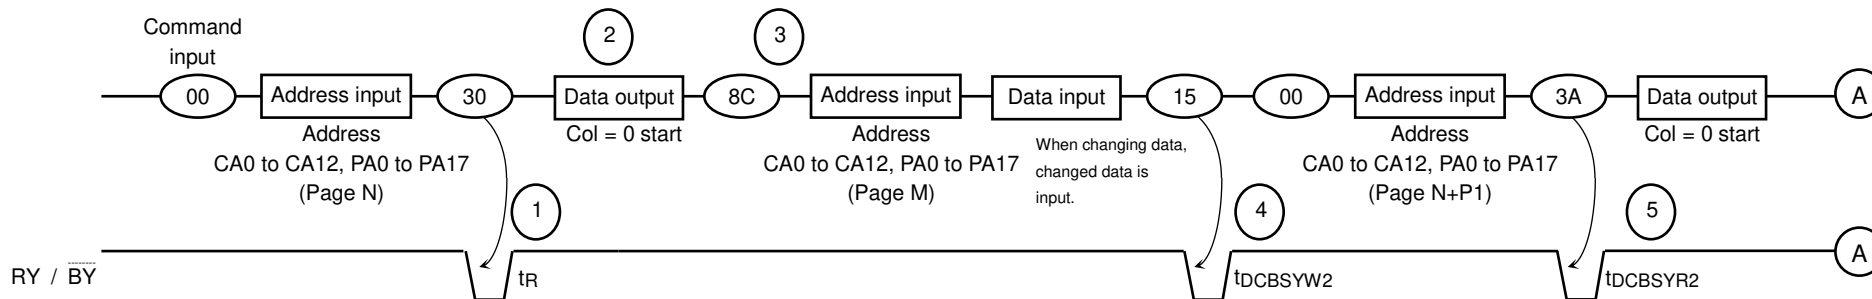 Command
input
2
3
00
Address input
30
Data output
8C
Address input
Data input
15
00
Address input
3A
Data output
A
Address
CA0 to CA12, PA0 to PA17
(Page N)
Col = 0 start
Address
CA0 to CA12, PA0 to PA17
(Page M)
When changing data,
changed data is
input.
Address
CA0 to CA12, PA0 to PA17
(Page N+P1)
Col = 0 start
1
4
5
RY / BY
tR
tDCBSYW2
tDCBSYR2
A